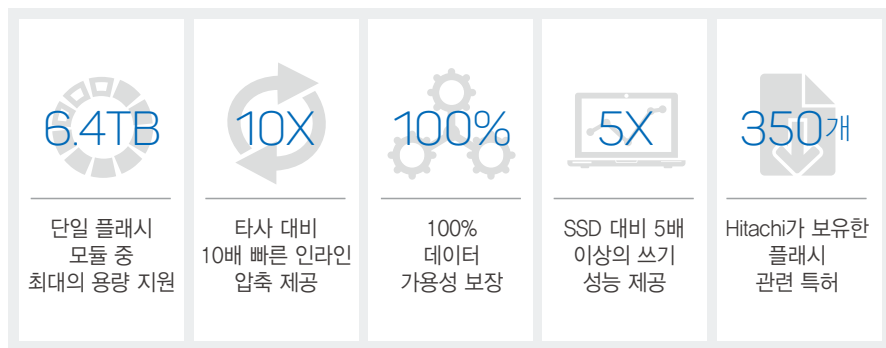 6.4TB
단일 플래시
모듈 중
최대의 용량 지원
10X
타사 대비
10배 빠른 인라인
압축 제공
100%
100%
데이터
가용성 보장
5X
SSD 대비 5배
이상의 쓰기
성능 제공
350개
Hitachi가 보유한
플래시
관련 특허